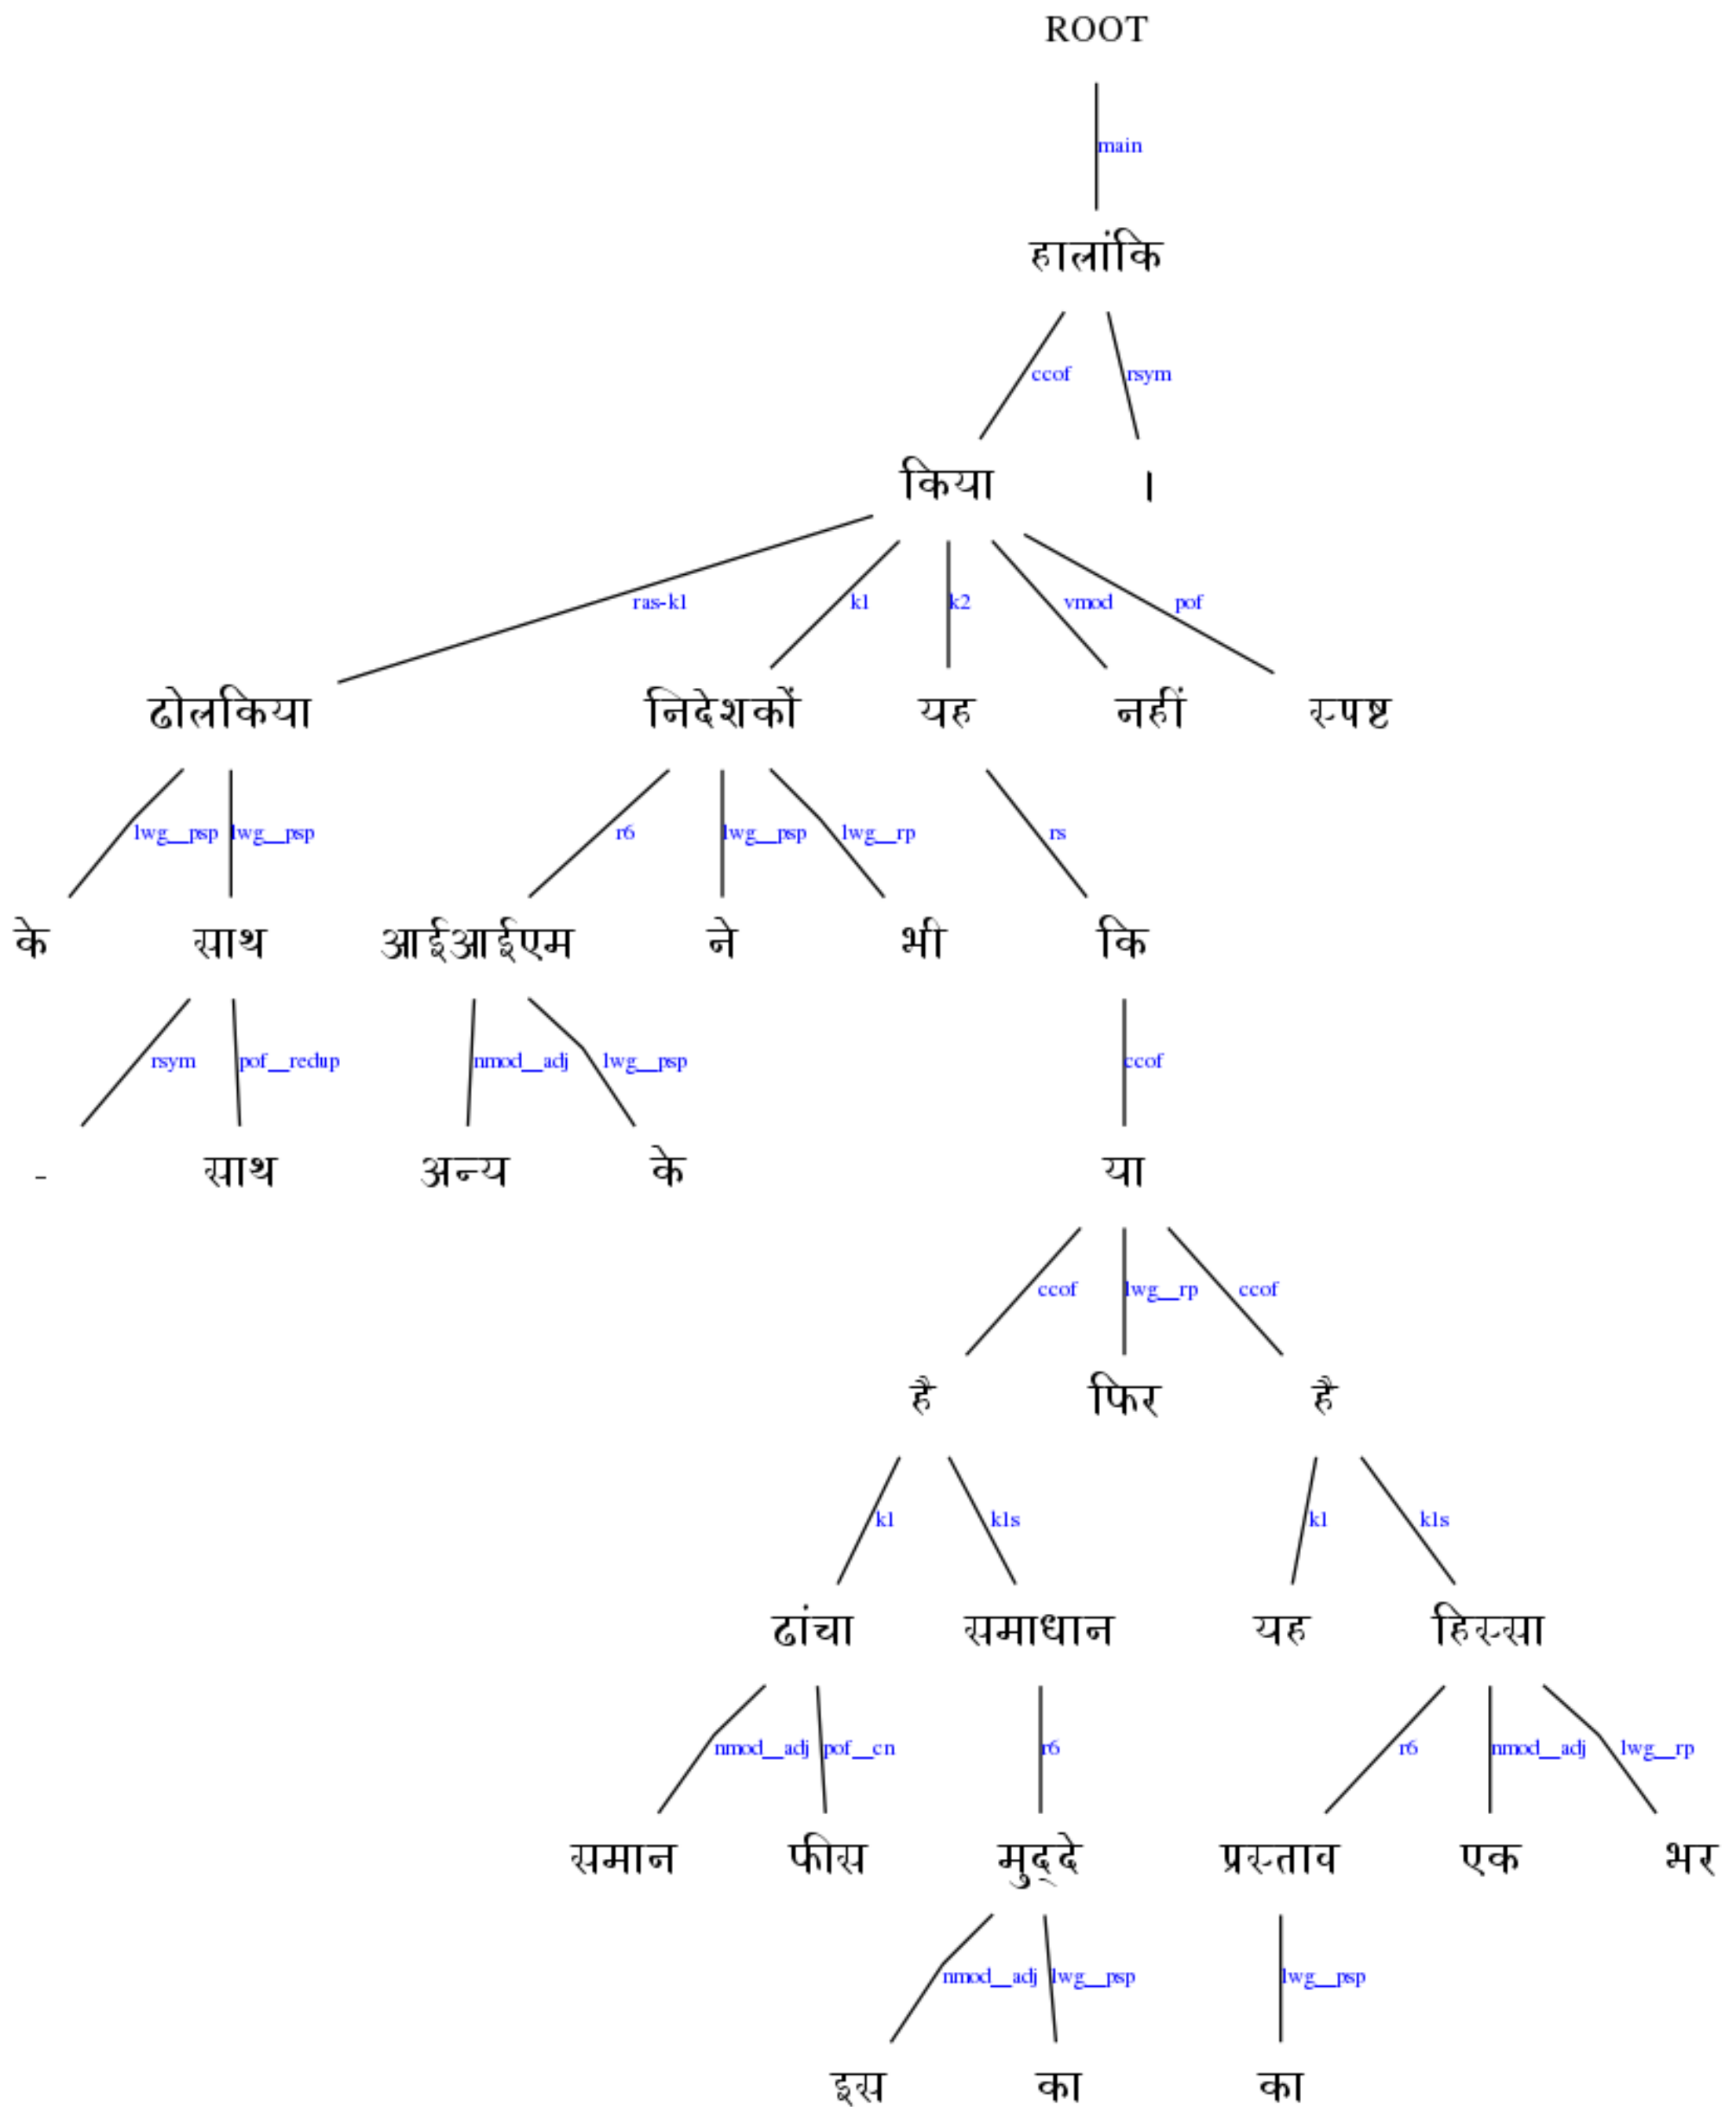 ROOT
main
हालांकि
ccof rsym
किया ।
ras-k1 k1 k2 vmod pof
ढोलकिया निदेशकों यह नहीं स्पष्ट
lwg__psp lwg__psp r6 lwg__psp lwg__rp rs
के साथ आईआईएम ने भी कि
rsym pof__redup nmod__adj lwg__psp ccof
- साथ अन्य के या
ccof lwg__rp ccof
है फिर है
k1 k1s k1 k1s
ढांचा समाधान यह हिस्सा
nmod__adj pof__cn r6 r6 nmod__adj lwg__rp
समान फीस मुद्दे प्रस्ताव एक भर
nmod__adj lwg__psp lwg__psp
इस का का